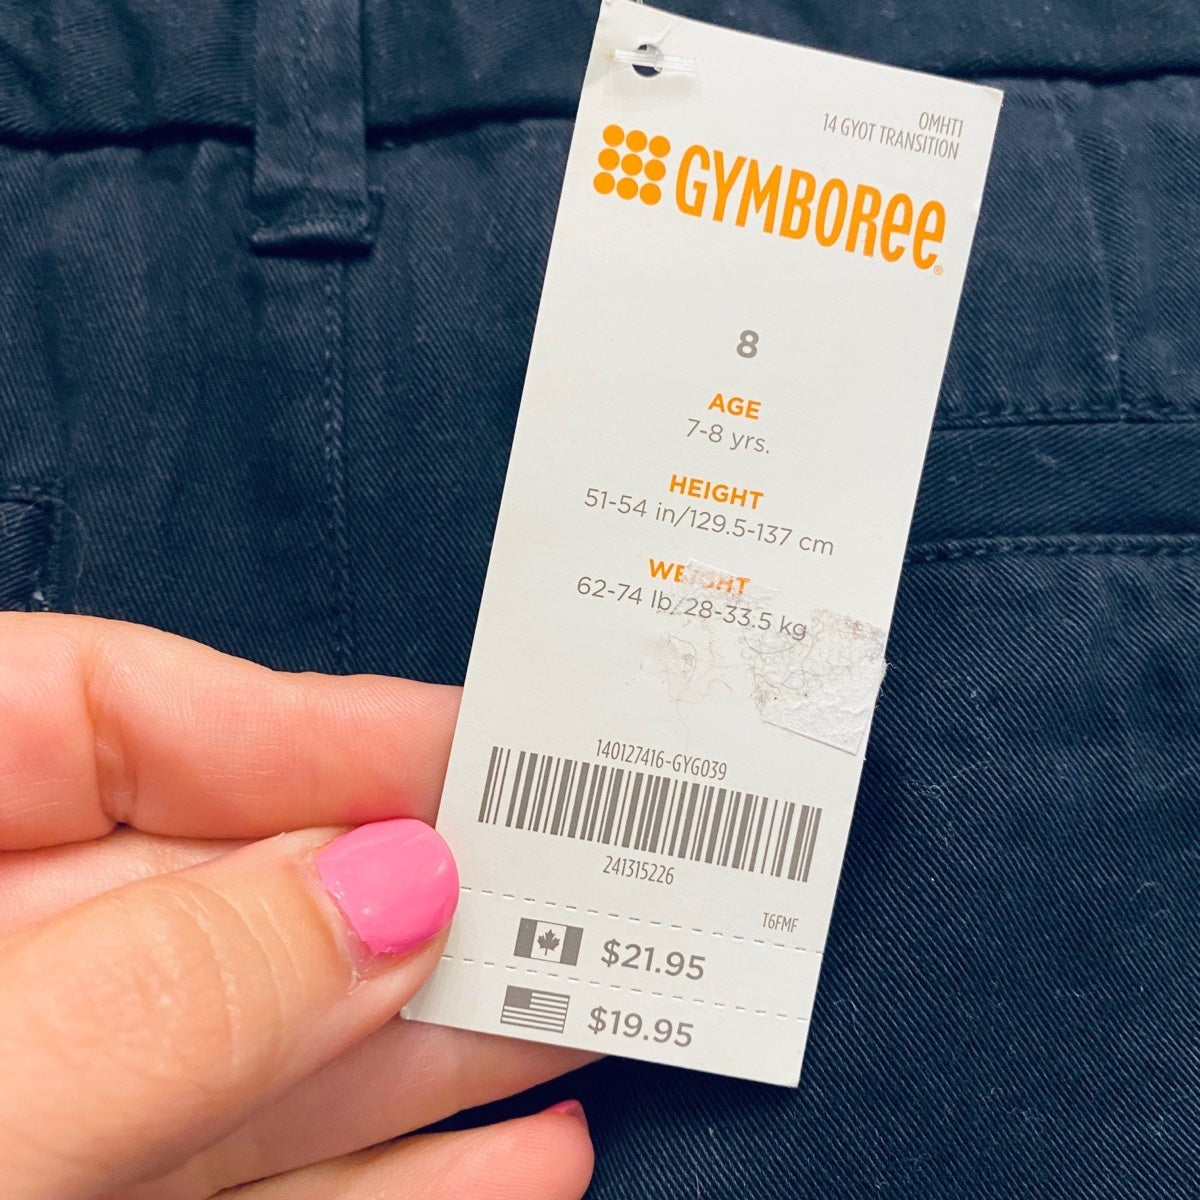 OMHT1
14 GYOT TRANSITION
GYMBOREE®
8
AGE
7-8 yrs.
HEIGHT
51-54 in/129.5-137 cm
WEIGHT
62-74 lb/28-33.5 kg
140127416-GYG039
241315226
T6FMF
$21.95
$19.95